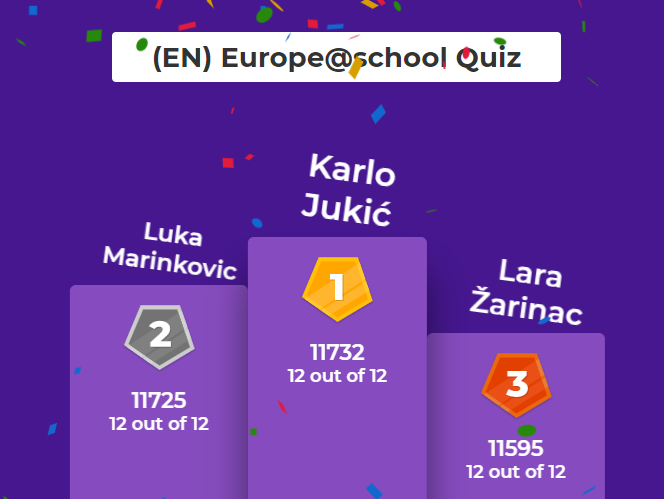 (EN) Europe@school Quiz
Karlo
Jukić
1
11732
12 out of 12
Luka
Marinkovic
2
11725
12 out of 12
Lara
Žarinac
3
11595
12 out of 12